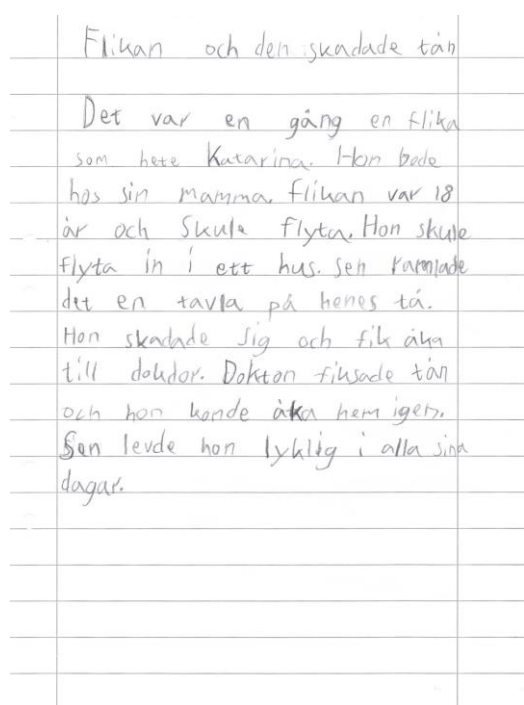 Flikan och den skadade tån
Det var en gång en flika
som hete Katarina. Hon bode
hos sin mamma. flikan var 18
år och Skule flyta. Hon skule
flyta in i ett hus. Sen ramlade
det en tavla på henes tå.
Hon skadade sig och fik åka
till dokdor. Dokton fiksade tån
och hon konde åka hem igen.
Sen levde hon lyklig i alla sina
dagar.